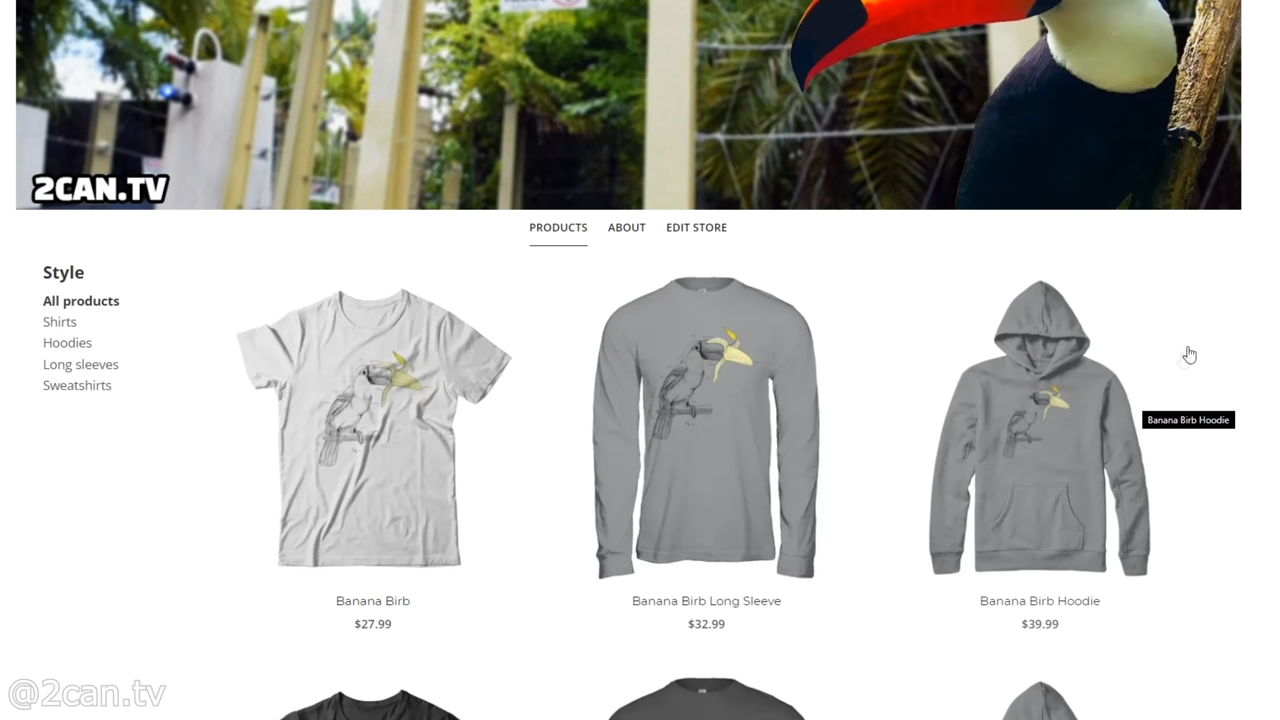 2CAN.TV
PRODUCTS ABOUT EDIT STORE
Style
All products
Shirts
Hoodies
Long sleeves
Sweatshirts
Banana Birb Hoodie
Banana Birb
$27.99
Banana Birb Long Sleeve
$32.99
Banana Birb Hoodie
$39.99
@2can.tv